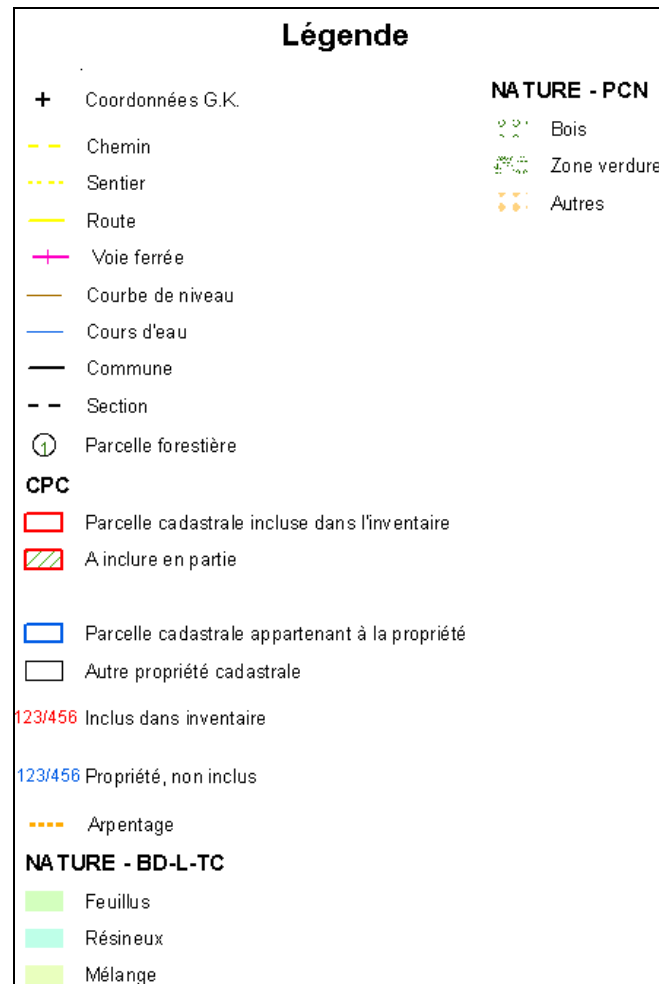 Légende
+ Coordonnées G.K.
Chemin
Sentier
Route
Voie ferrée
Courbe de niveau
Cours d'eau
Commune
Section
1 Parcelle forestière
CPC
Parcelle cadastrale incluse dans l'inventaire
A inclure en partie
Parcelle cadastrale appartenant à la propriété
Autre propriété cadastrale
123/456 Inclus dans inventaire
123/456 Propriété, non inclus
Arpentage
NATURE - BD-L-TC
Feuillus
Résineux
Mélange
NATURE - PCN
Bois
Zone verdure
Autres